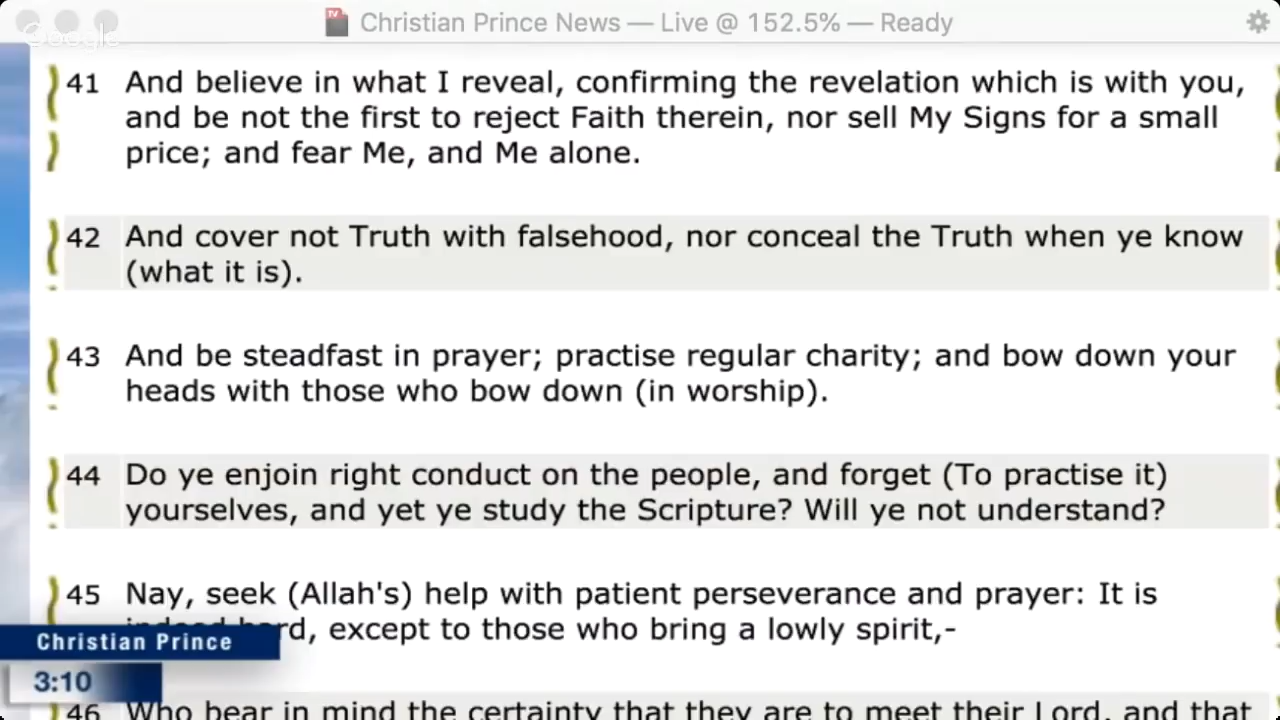 Christian Prince News — Live @ 152.5% — Ready
Google
41 And believe in what I reveal, confirming the revelation which is with you,
and be not the first to reject Faith therein, nor sell My Signs for a small
price; and fear Me, and Me alone.
42 And cover not Truth with falsehood, nor conceal the Truth when ye know
(what it is).
43 And be steadfast in prayer; practise regular charity; and bow down your
heads with those who bow down (in worship).
44 Do ye enjoin right conduct on the people, and forget (To practise it)
yourselves, and yet ye study the Scripture? Will ye not understand?
45 Nay, seek (Allah's) help with patient perseverance and prayer: It is
indeed hard, except to those who bring a lowly spirit,-
Christian Prince
3:10
46 Who bear in mind the certainty that they are to meet their Lord, and that